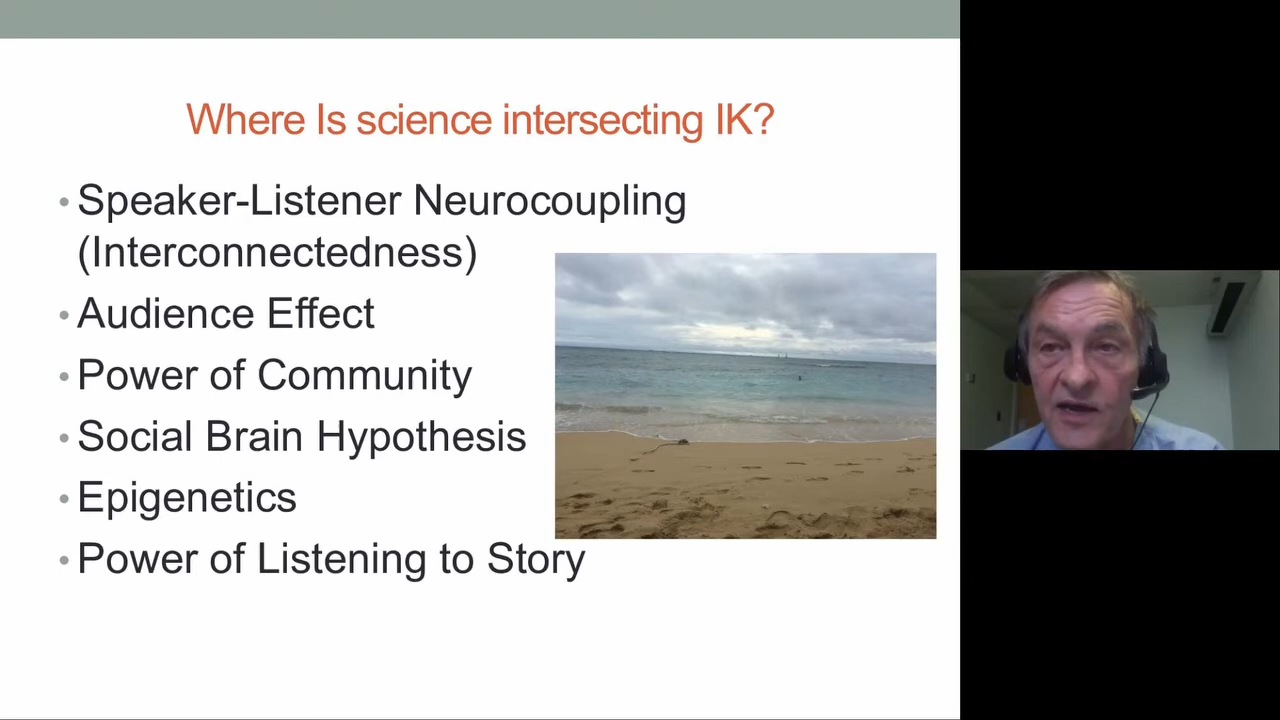 Where Is science intersecting IK?
• Speaker-Listener Neurocoupling
(Interconnectedness)
• Audience Effect
• Power of Community
• Social Brain Hypothesis
• Epigenetics
• Power of Listening to Story